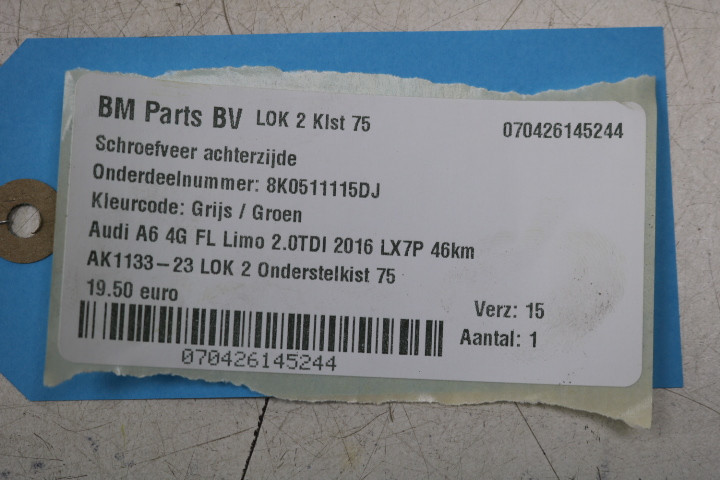 BM Parts BV LOK 2 Klst 75 070426145244
Schroefveer achterzijde
Onderdeelnummer: 8K0511115DJ
Kleurcode: Grijs / Groen
Audi A6 4G FL Limo 2.0TDI 2016 LX7P 46km
AK1133-23 LOK 2 Onderstelkist 75
19.50 euro
Verz: 15
Aantal: 1
070426145244